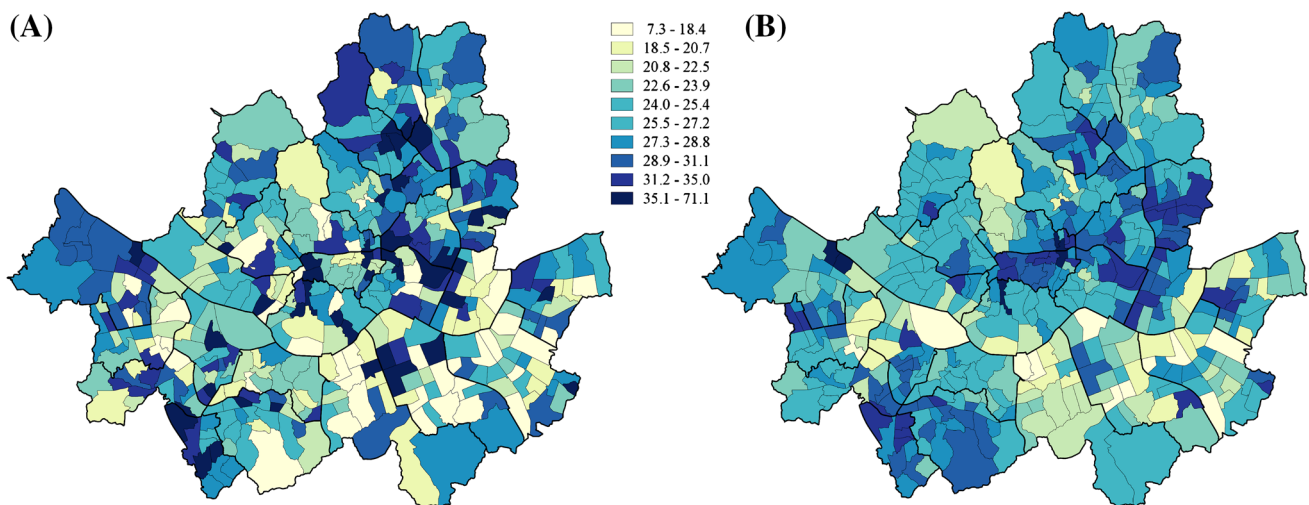 (A)
7.3 - 18.4
18.5 - 20.7
20.8 - 22.5
22.6 - 23.9
24.0 - 25.4
25.5 - 27.2
27.3 - 28.8
28.9 - 31.1
31.2 - 35.0
35.1 - 71.1
(B)